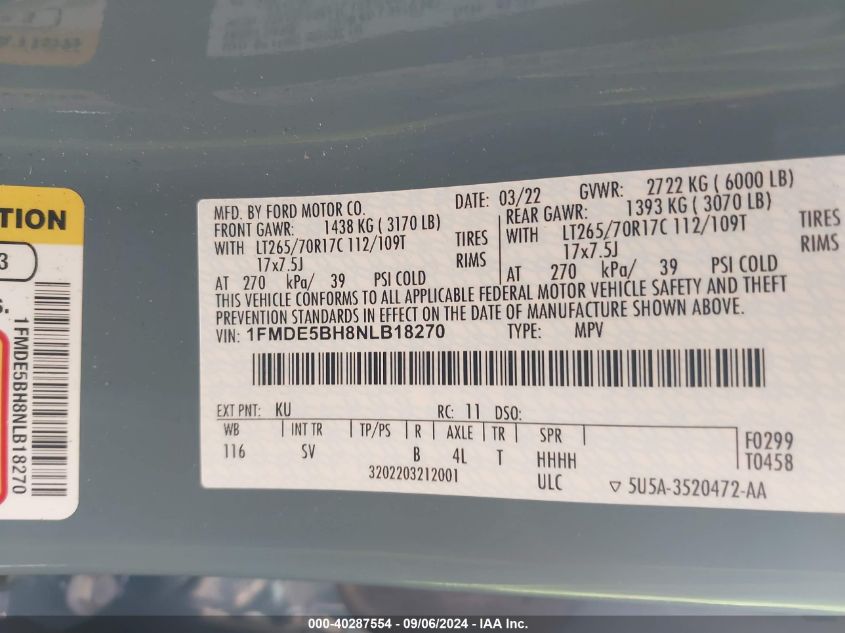 TION
3
S.
1FMDE5BH8NLB18270
MFD. BY FORD MOTOR CO.
DATE: 03/22
GVWR: 2722 KG ( 6000 LB)
FRONT GAWR: 1438 KG ( 3170 LB)
REAR GAWR: 1393 KG ( 3070 LB)
WITH LT265/70R17C 112/109T TIRES
WITH LT265/70R17C 112/109T TIRES
17x7.5J RIMS
17x7.5J RIMS
AT 270 kPa/ 39 PSI COLD
AT 270 kPa/ 39 PSI COLD
THIS VEHICLE CONFORMS TO ALL APPLICABLE FEDERAL MOTOR VEHICLE SAFETY AND THEFT
PREVENTION STANDARDS IN EFFECT ON THE DATE OF MANUFACTURE SHOWN ABOVE.
VIN: 1FMDE5BH8NLB18270 TYPE: MPV
EXT PNT: KU RC: 11 DSO:
WB INT TR TP/PS R AXLE TR SPR
116 SV B 4L T HHHH
F0299
T0458
3202203212001
ULC
▽ 5U5A-3520472-AA
000-40287554 - 09/06/2024 - IAA Inc.